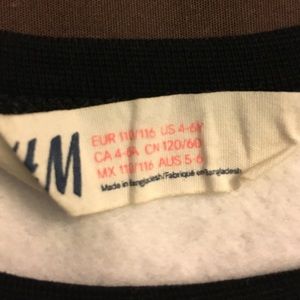 H&M
EUR 110/116 US 4-6Y
CA 4-6A CN 120/60
MX 110/116 AUS 5-6
Made in Bangladesh/Fabriqué en Bangladesh